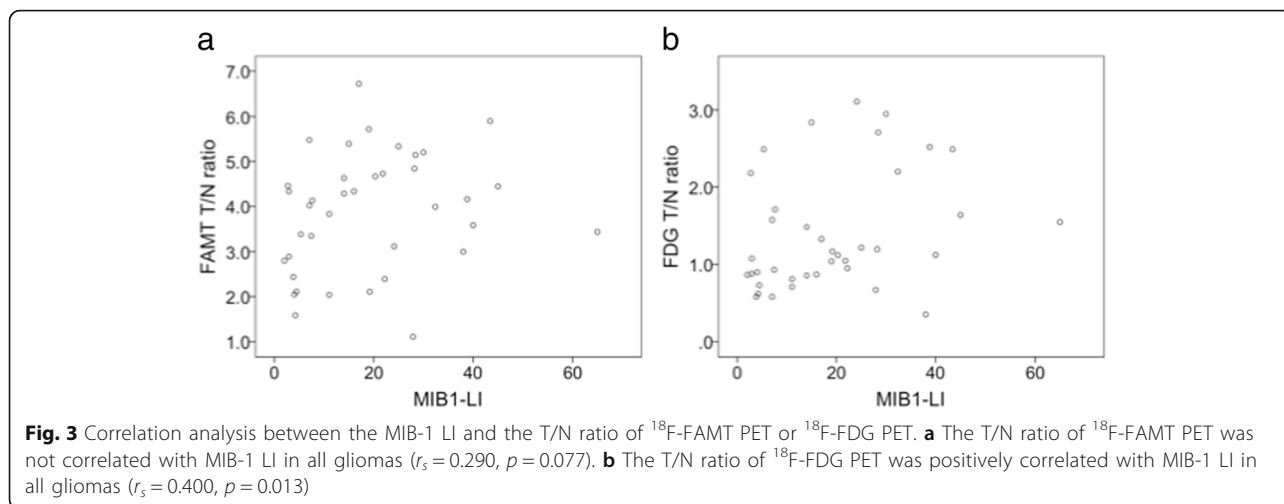 a
b
7.0
6.0
5.0
4.0
3.0
2.0
1.0
FAMT T/N ratio
0 20 40 60
MIB1-LI
3.0
2.0
1.0
.0
FDG T/N ratio
0 20 40 60
MIB1-LI
Fig. 3 Correlation analysis between the MIB-1 LI and the T/N ratio of ¹⁸F-FAMT PET or ¹⁸F-FDG PET. a The T/N ratio of ¹⁸F-FAMT PET was
not correlated with MIB-1 LI in all gliomas (rₛ = 0.290, p = 0.077). b The T/N ratio of ¹⁸F-FDG PET was positively correlated with MIB-1 LI in
all gliomas (rₛ = 0.400, p = 0.013)